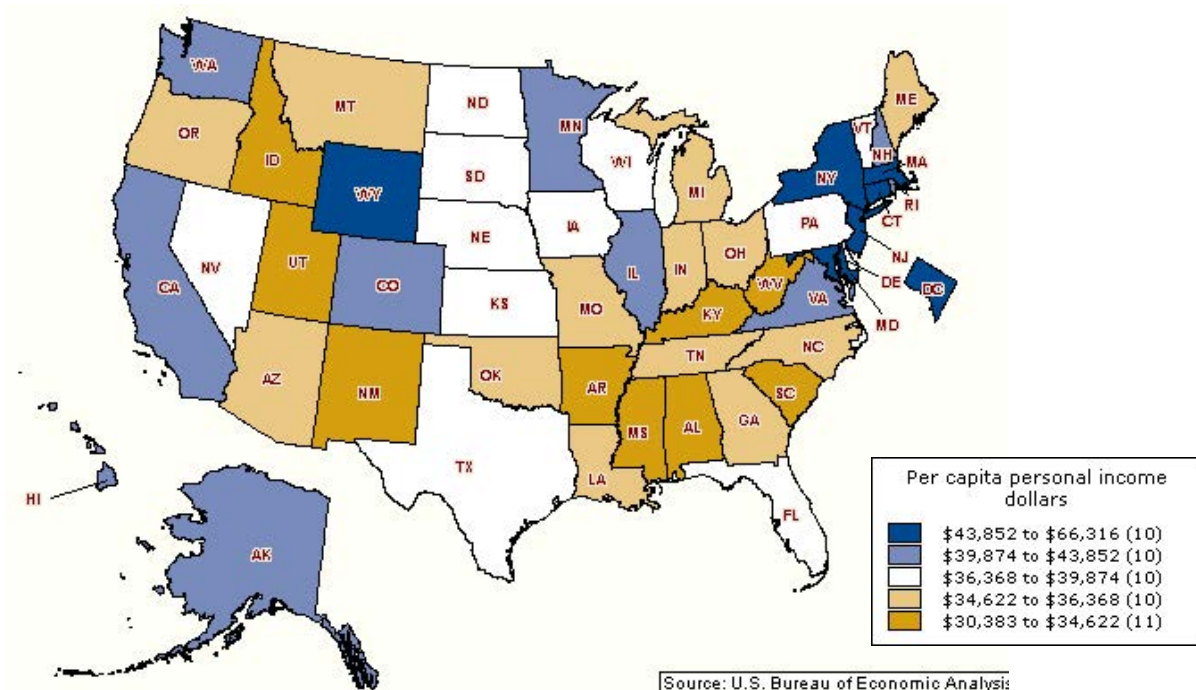 WA
MT
ND
MN
ME
VT
NH
MA
OR
ID
SD
WI
NY
MI
RI
WY
CT
IA
PA
NE
NJ
OH
IN
IL
DE
NV
UT
CO
DC
CA
WV
VA
MD
KS
MO
KY
NC
TN
AZ
NM
OK
AR
SC
MS
AL
GA
TX
LA
FL
HI
AK
Per capita personal income
dollars
$43,852 to $66,316 (10)
$39,874 to $43,852 (10)
$36,368 to $39,874 (10)
$34,622 to $36,368 (10)
$30,383 to $34,622 (11)
Source: U.S. Bureau of Economic Analysis